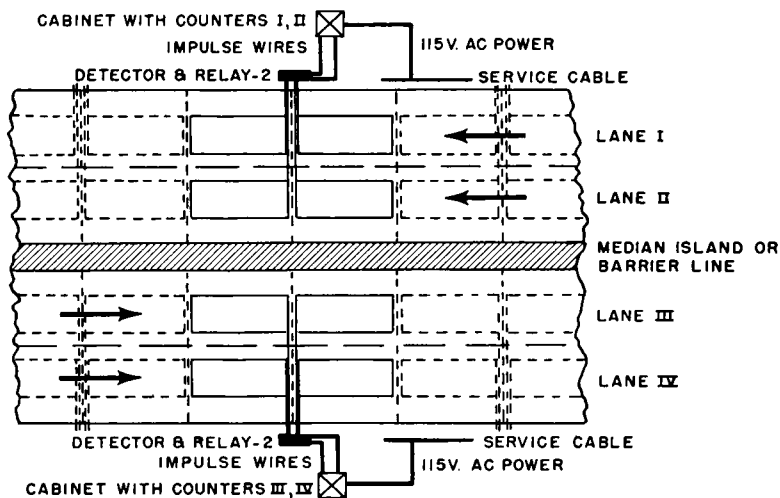 CABINET WITH COUNTERS I, II
IMPULSE WIRES
115V. AC POWER
DETECTOR & RELAY-2
SERVICE CABLE
LANE I
LANE II
MEDIAN ISLAND OR
BARRIER LINE
LANE III
LANE IV
DETECTOR & RELAY-2
SERVICE CABLE
IMPULSE WIRES
115V. AC POWER
CABINET WITH COUNTERS III, IV